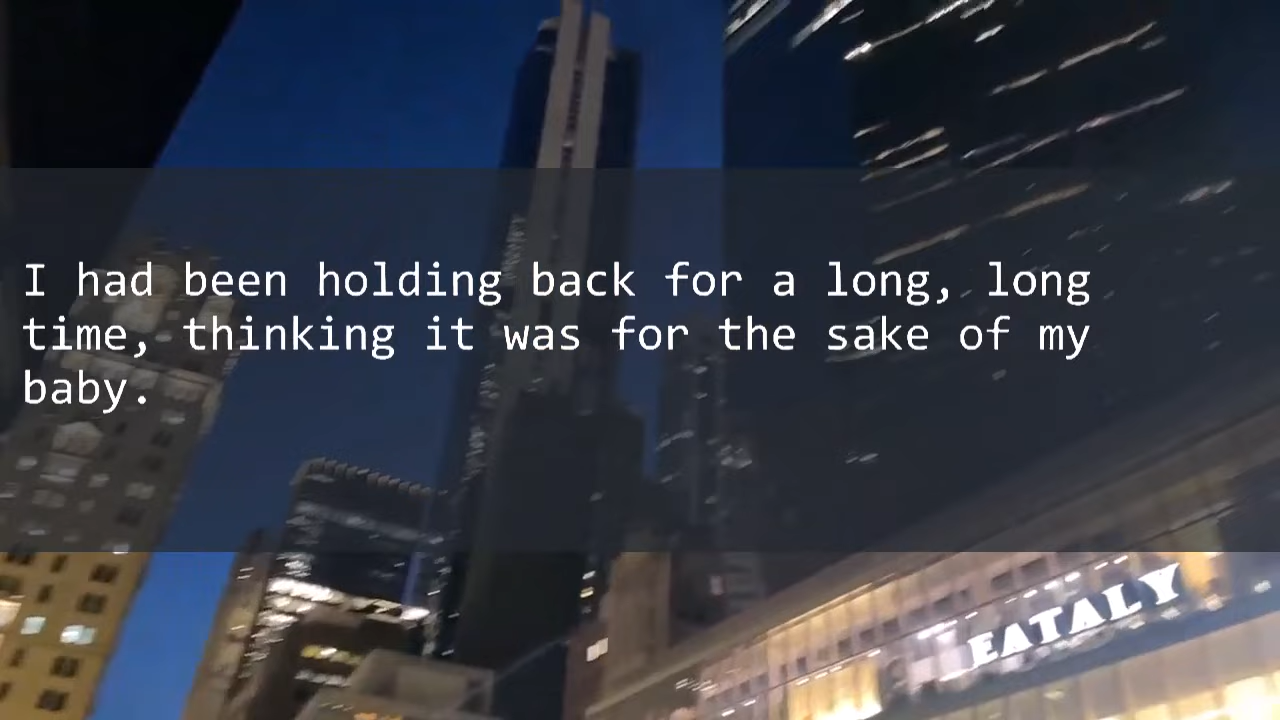 I had been holding back for a long, long
time, thinking it was for the sake of my
baby.
EATALY